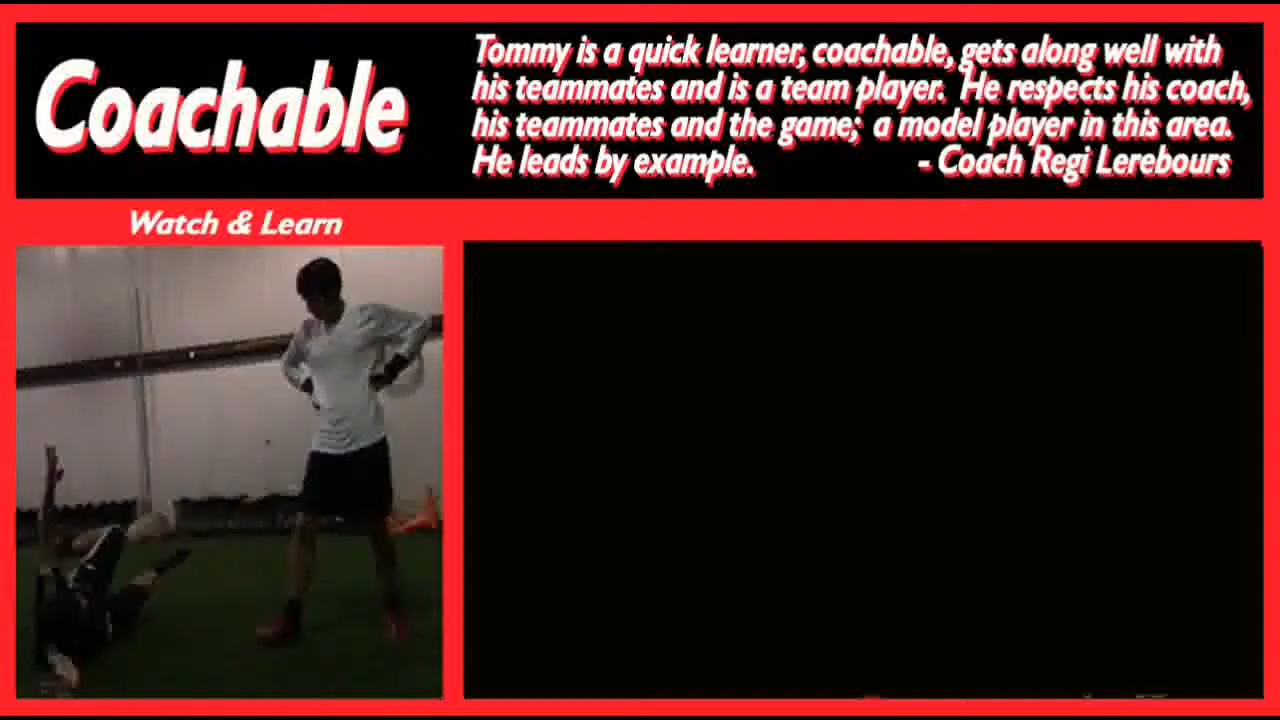 Coachable
Tommy is a quick learner, coachable, gets along well with
his teammates and is a team player.  He respects his coach,
his teammates and the game;  a model player in this area.
He leads by example.                    - Coach Regi Lerebours
Watch & Learn